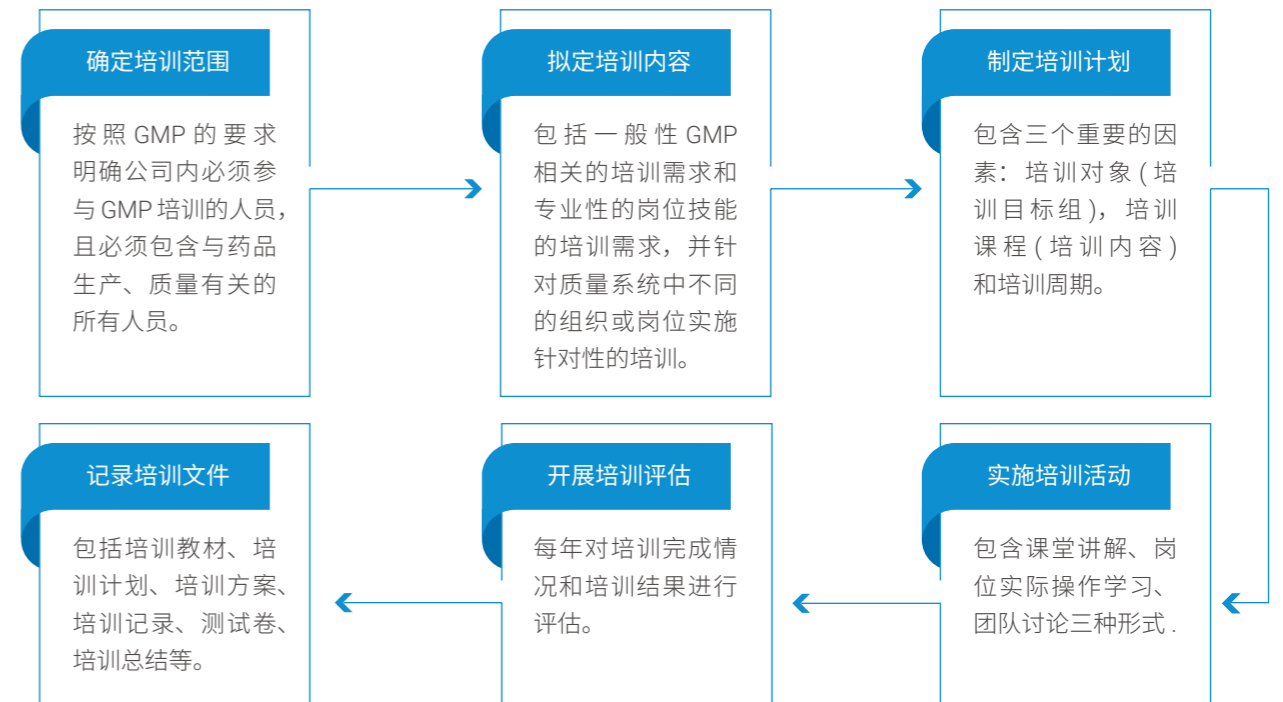 确定培训范围
按照 GMP 的要求
明确公司内必须参
与 GMP 培训的人员，
且必须包含与药品
生产、质量有关的
所有人员。
拟定培训内容
包括一般性 GMP
相关的培训需求和
专业性的岗位技能
的培训需求，并针
对质量系统中不同
的组织或岗位实施
针对性的培训。
制定培训计划
包含三个重要的因
素：培训对象 ( 培
训目标组 )，培训
课程 ( 培训内容 )
和培训周期。
实施培训活动
包含课堂讲解、岗
位实际操作学习、
团队讨论三种形式 .
开展培训评估
每年对培训完成情
况和培训结果进行
评估。
记录培训文件
包括培训教材、培
训计划、培训方案、
培训记录、测试卷、
培训总结等。